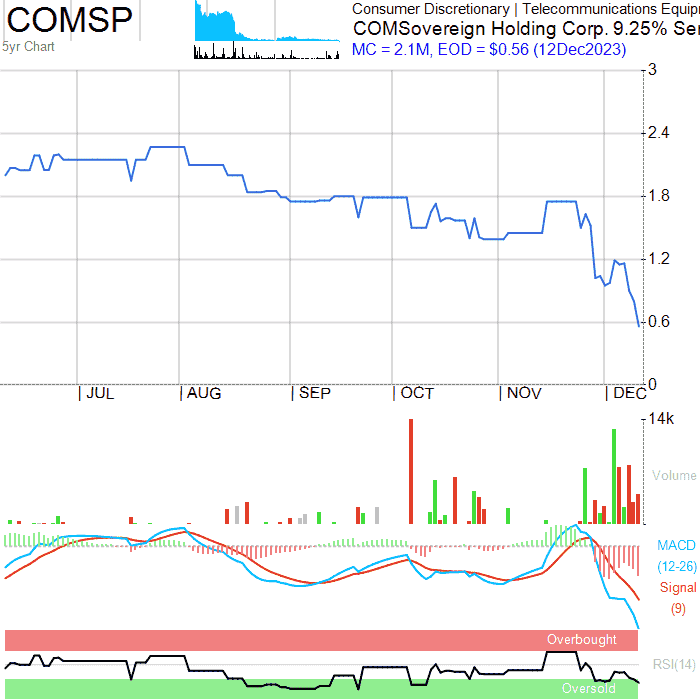 COMSP
5yr Chart
Consumer Discretionary | Telecommunications Equip
COMSovereign Holding Corp. 9.25% Ser
MC = 2.1M, EOD = $0.56 (12Dec2023)
3
2.4
1.8
1.2
0.6
0
JUL AUG SEP OCT NOV DEC
14k
Volume
MACD
(12-26)
Signal
(9)
Overbought
RSI(14)
Oversold